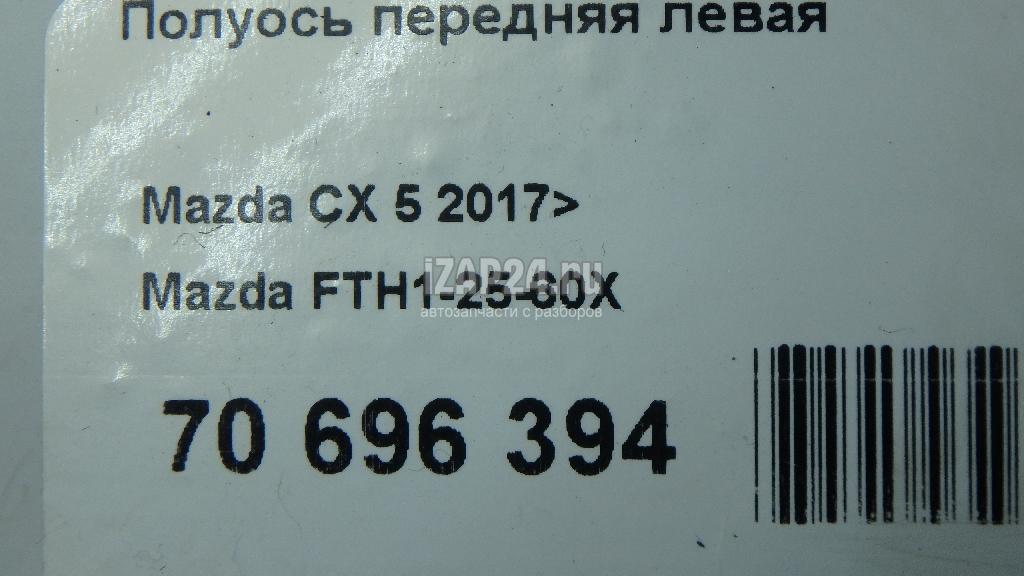 Полуось передняя левая
Mazda CX 5 2017>
Mazda FTH1-25-60X
iZAP24.ru
автозапчасти с разборов
70 696 394